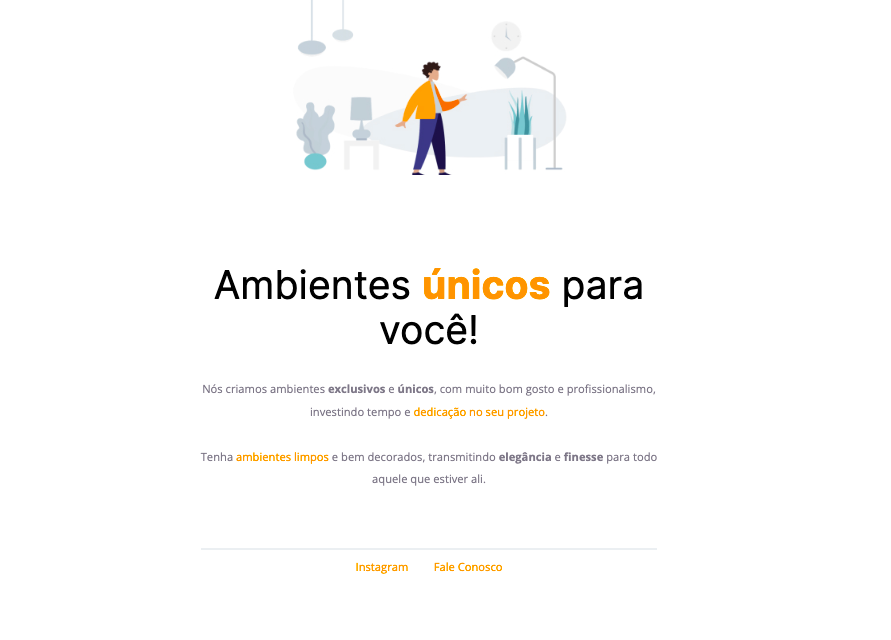 Ambientes únicos para
você!
Nós criamos ambientes exclusivos e únicos, com muito bom gosto e profissionalismo,
investindo tempo e dedicação no seu projeto.
Tenha ambientes limpos e bem decorados, transmitindo elegância e finesse para todo
aquele que estiver ali.
Instagram Fale Conosco